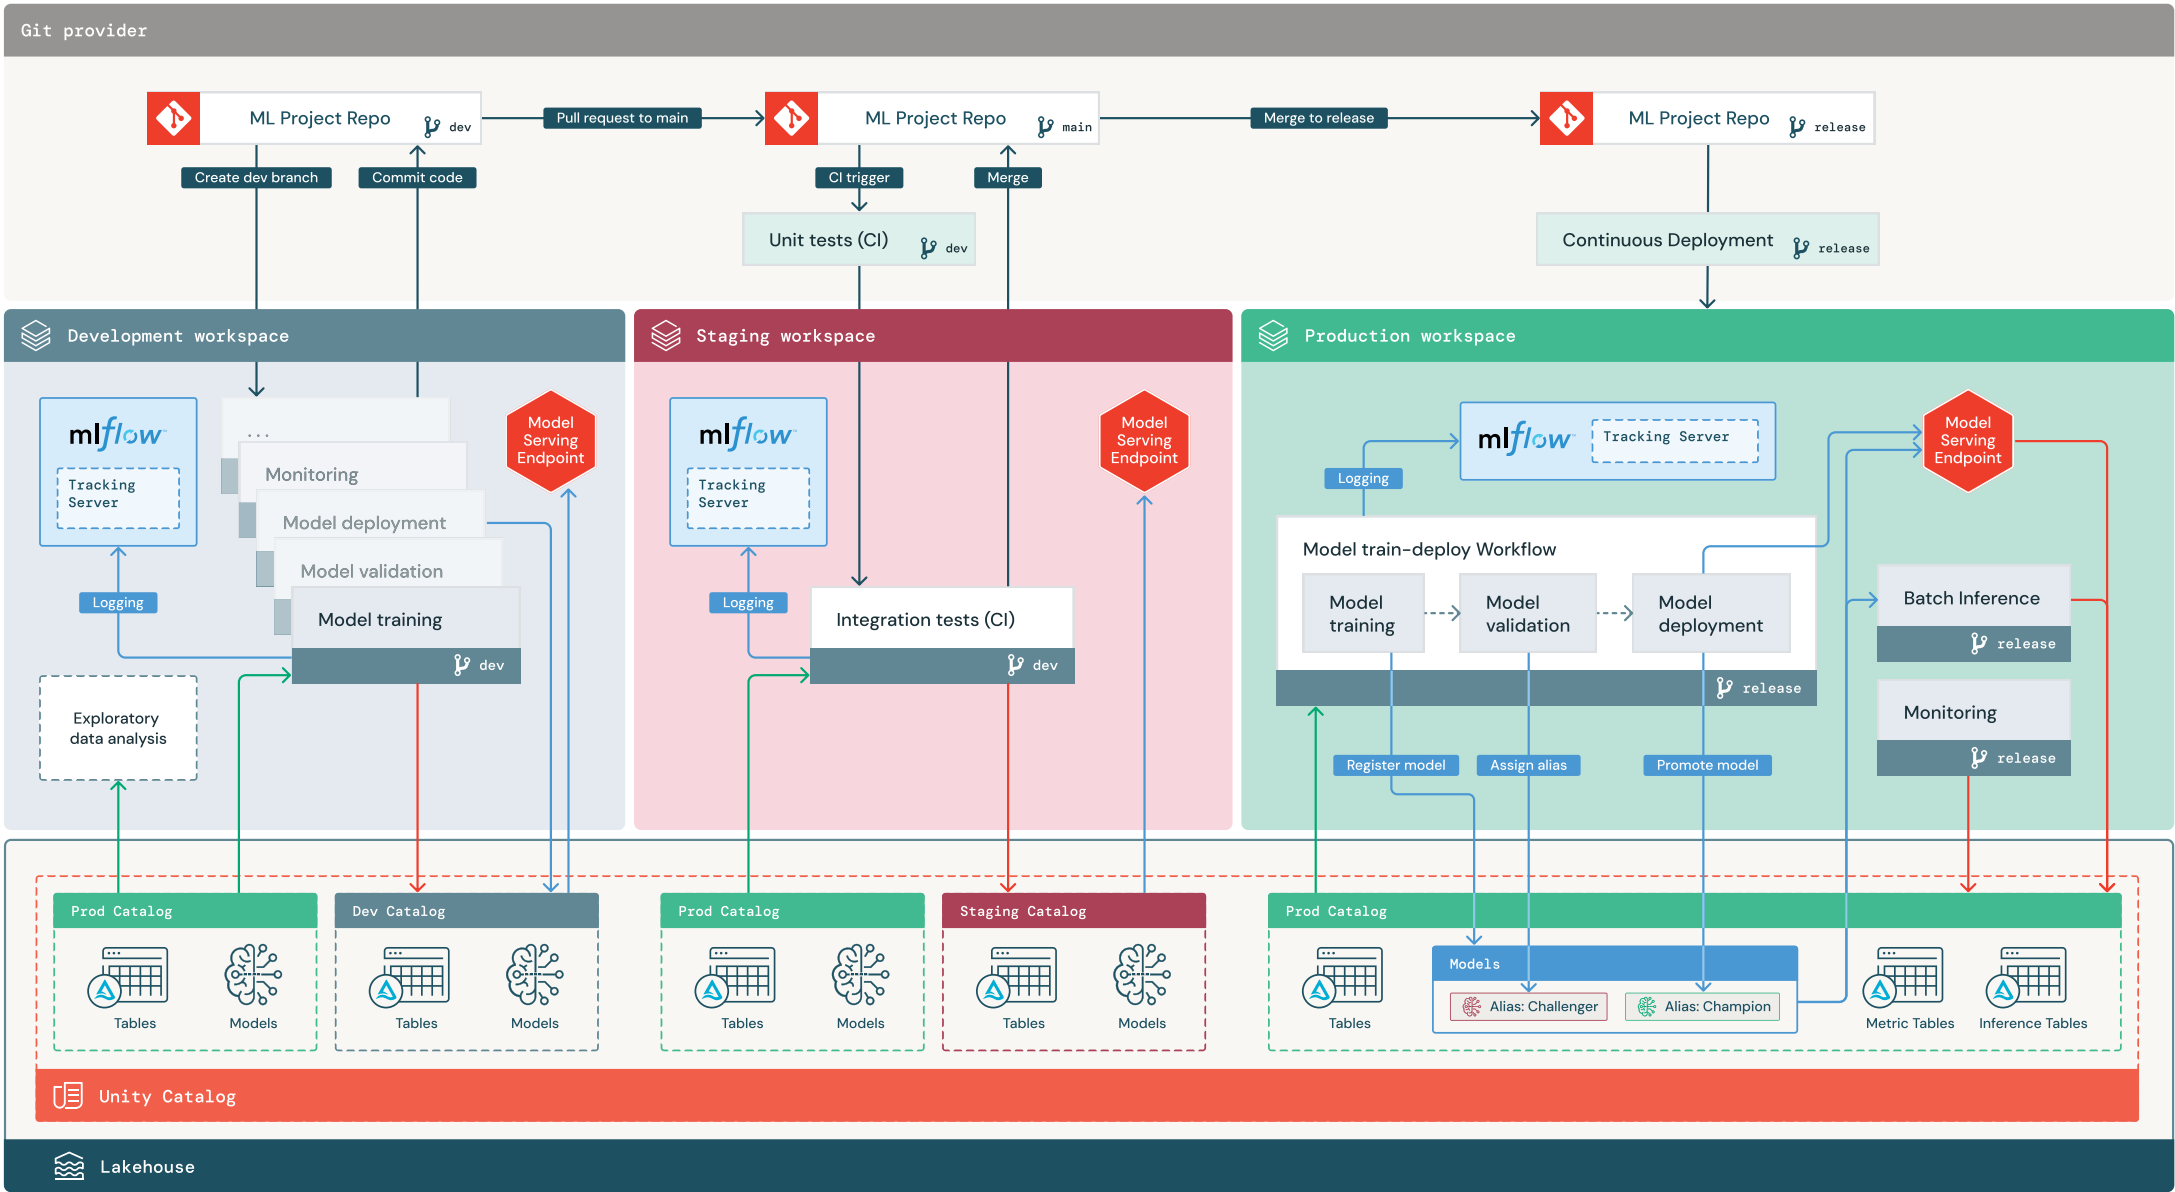 Git provider
ML Project Repo
dev
Pull request to main
ML Project Repo
main
Merge to release
ML Project Repo
release
Create dev branch
Commit code
CI trigger
Merge
Unit tests (CI)
dev
Continuous Deployment
release
Development workspace
mlflow
Tracking
Server
...
Monitoring
Model deployment
Model validation
Model training
dev
Model
Serving
Endpoint
Logging
Exploratory
data analysis
Staging workspace
mlflow
Tracking
Server
Model
Serving
Endpoint
Logging
Integration tests (CI)
dev
Production workspace
mlflow
Tracking Server
Model
Serving
Endpoint
Logging
Model train-deploy Workflow
Model
training
Model
validation
Model
deployment
release
Batch Inference
release
Monitoring
release
Register model
Assign alias
Promote model
Prod Catalog
Tables
Models
Dev Catalog
Tables
Models
Prod Catalog
Tables
Models
Staging Catalog
Tables
Models
Prod Catalog
Tables
Models
Alias: Challenger
Alias: Champion
Metric Tables
Inference Tables
Unity Catalog
Lakehouse